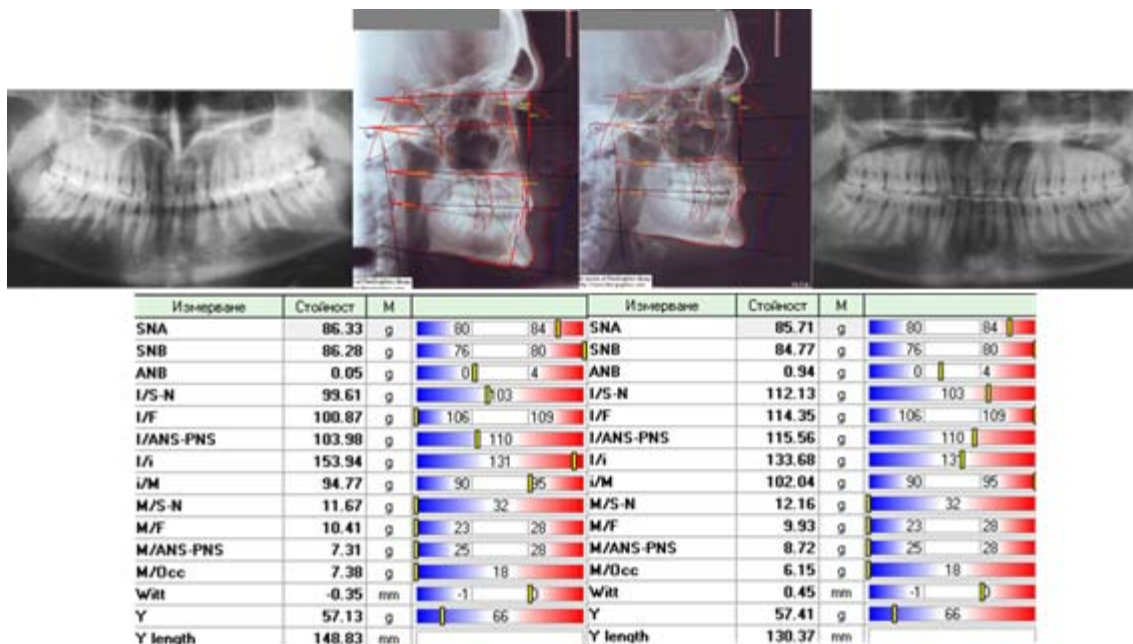 Измерване Стойност М Измерване Стойност М
SNA 86.33 g 80 84 SNA 85.71 g 80 84
SNB 86.28 g 76 80 SNB 84.77 g 76 80
ANB 0.05 g 0 4 ANB 0.94 g 0 4
I/S-N 99.61 g 103 I/S-N 112.13 g 103
I/F 100.87 g 106 109 I/F 114.35 g 106 109
I/ANS-PNS 103.98 g 110 I/ANS-PNS 115.56 g 110
I/i 153.94 g 131 I/i 133.68 g 131
i/M 94.77 g 90 95 i/M 102.04 g 90 95
M/S-N 11.67 g 32 M/S-N 12.16 g 32
M/F 10.41 g 23 28 M/F 9.93 g 23 28
M/ANS-PNS 7.31 g 25 28 M/ANS-PNS 8.72 g 25 28
M/Occ 7.38 g 18 M/Occ 6.15 g 18
Witt -0.35 mm -1 0 Witt 0.45 mm -1 0
Y 57.13 g 66 Y 57.41 g 66
Y length 148.83 mm Y length 130.37 mm